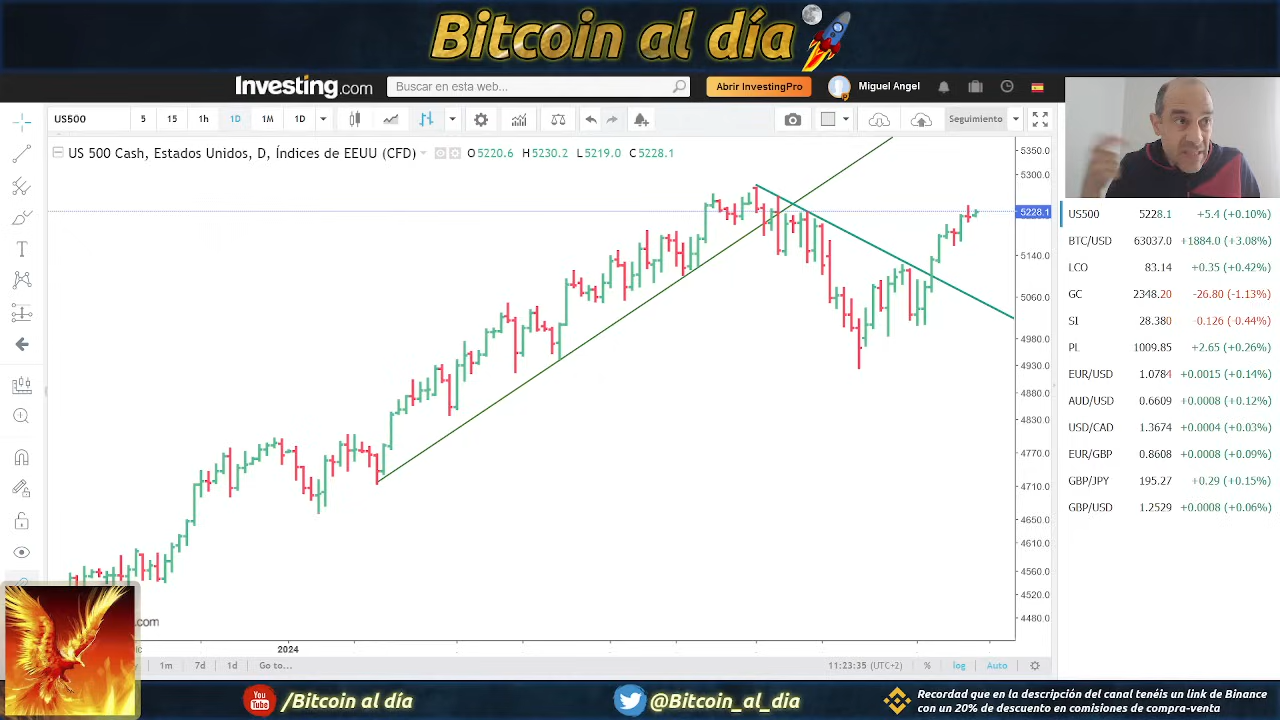 Bitcoin al día
Investing.com
Buscar en esta web...
Abrir InvestingPro
Miguel Angel
US500
5
15
1h
1D
1M
1D
Seguimiento
US 500 Cash, Estados Unidos, D, Índices de EEUU (CFD)
O5220.6 H5230.2 L5219.0 C5228.1
5350.0
5300.0
5228.1
5140.0
5060.0
4980.0
4930.0
4880.0
4830.0
4770.0
4710.0
4650.0
4610.0
4560.0
4520.0
4480.0
US500 5228.1 +5.4 (+0.10%)
BTC/USD 63037.0 +1884.0 (+3.08%)
LCO 83.14 +0.35 (+0.42%)
GC 2348.20 -26.80 (-1.13%)
SI 28.380 -0.126 (-0.44%)
PL 1009.85 +2.65 (+0.26%)
EUR/USD 1.0784 +0.0015 (+0.14%)
AUD/USD 0.6609 +0.0008 (+0.12%)
USD/CAD 1.3674 +0.0004 (+0.03%)
EUR/GBP 0.8608 +0.0008 (+0.09%)
GBP/JPY 195.27 +0.29 (+0.15%)
GBP/USD 1.2529 +0.0008 (+0.06%)
.com
2024
1m
7d
1d
Go to...
11:23:35 (UTC+2)
%
log
Auto
You
Tube
/Bitcoin al día
@Bitcoin_al_dia
Recordad que en la descripción del canal tenéis un link de Binance
con un 20% de descuento en comisiones de compra-venta